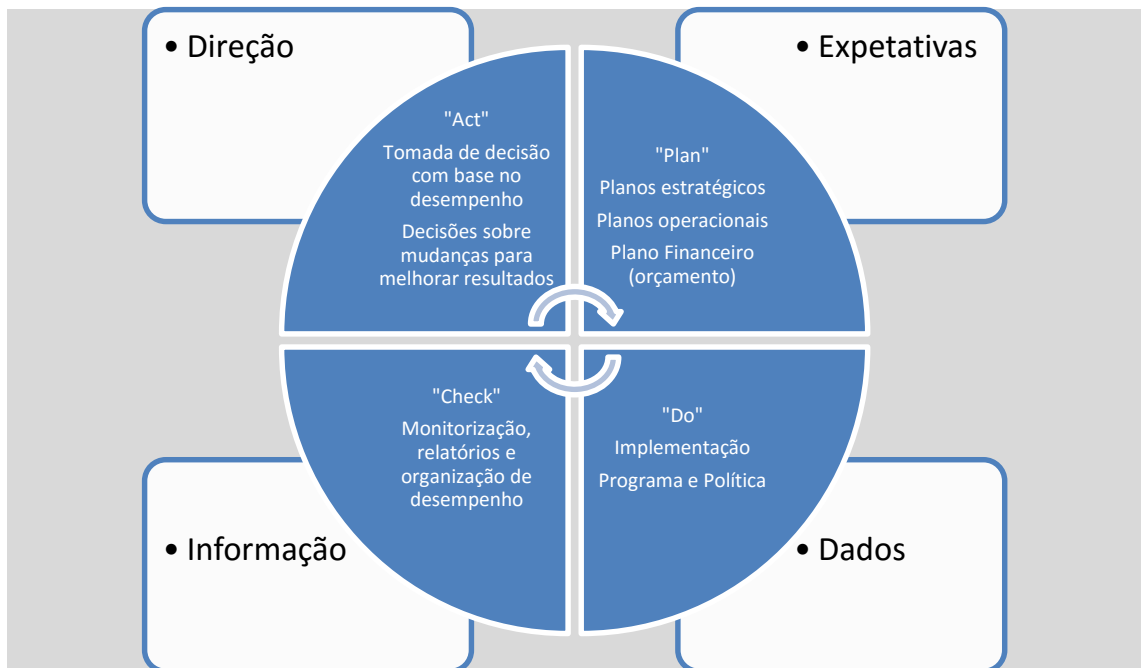 • Direção
• Expetativas
"Act"
Tomada de decisão
com base no
desempenho
Decisões sobre
mudanças para
melhorar resultados
"Plan"
Planos estratégicos
Planos operacionais
Plano Financeiro
(orçamento)
"Check"
Monitorização,
relatórios e
organização de
desempenho
"Do"
Implementação
Programa e Política
• Informação
• Dados